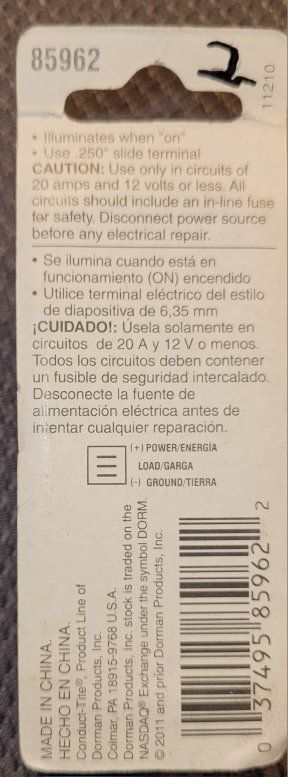 85962
2
11210
• Illuminates when "on"
• Use .250" slide terminal
CAUTION: Use only in circuits of
20 amps and 12 volts or less. All
circuits should include an in-line fuse
for safety. Disconnect power source
before any electrical repair.
• Se ilumina cuando está en
funcionamiento (ON) encendido
• Utilice terminal eléctrico del estilo
de diapositiva de 6,35 mm
¡CUIDADO!: Úsela solamente en
circuitos de 20 A y 12 V o menos.
Todos los circuitos deben contener
un fusible de seguridad intercalado.
Desconecte la fuente de
alimentación eléctrica antes de
intentar cualquier reparación.
(+) POWER/ENERGÍA
LOAD/GARGA
(-) GROUND/TIERRA
MADE IN CHINA.
HECHO EN CHINA.
Conduct-Tite®, Product Line of
Dorman Products, Inc.
Colmar, PA 18915-9768 U.S.A.
Dorman Products, Inc. stock is traded on the
NASDAQ® Exchange under the symbol DORM.
© 2011 and prior Dorman Products, Inc.
0 37495 85962 2